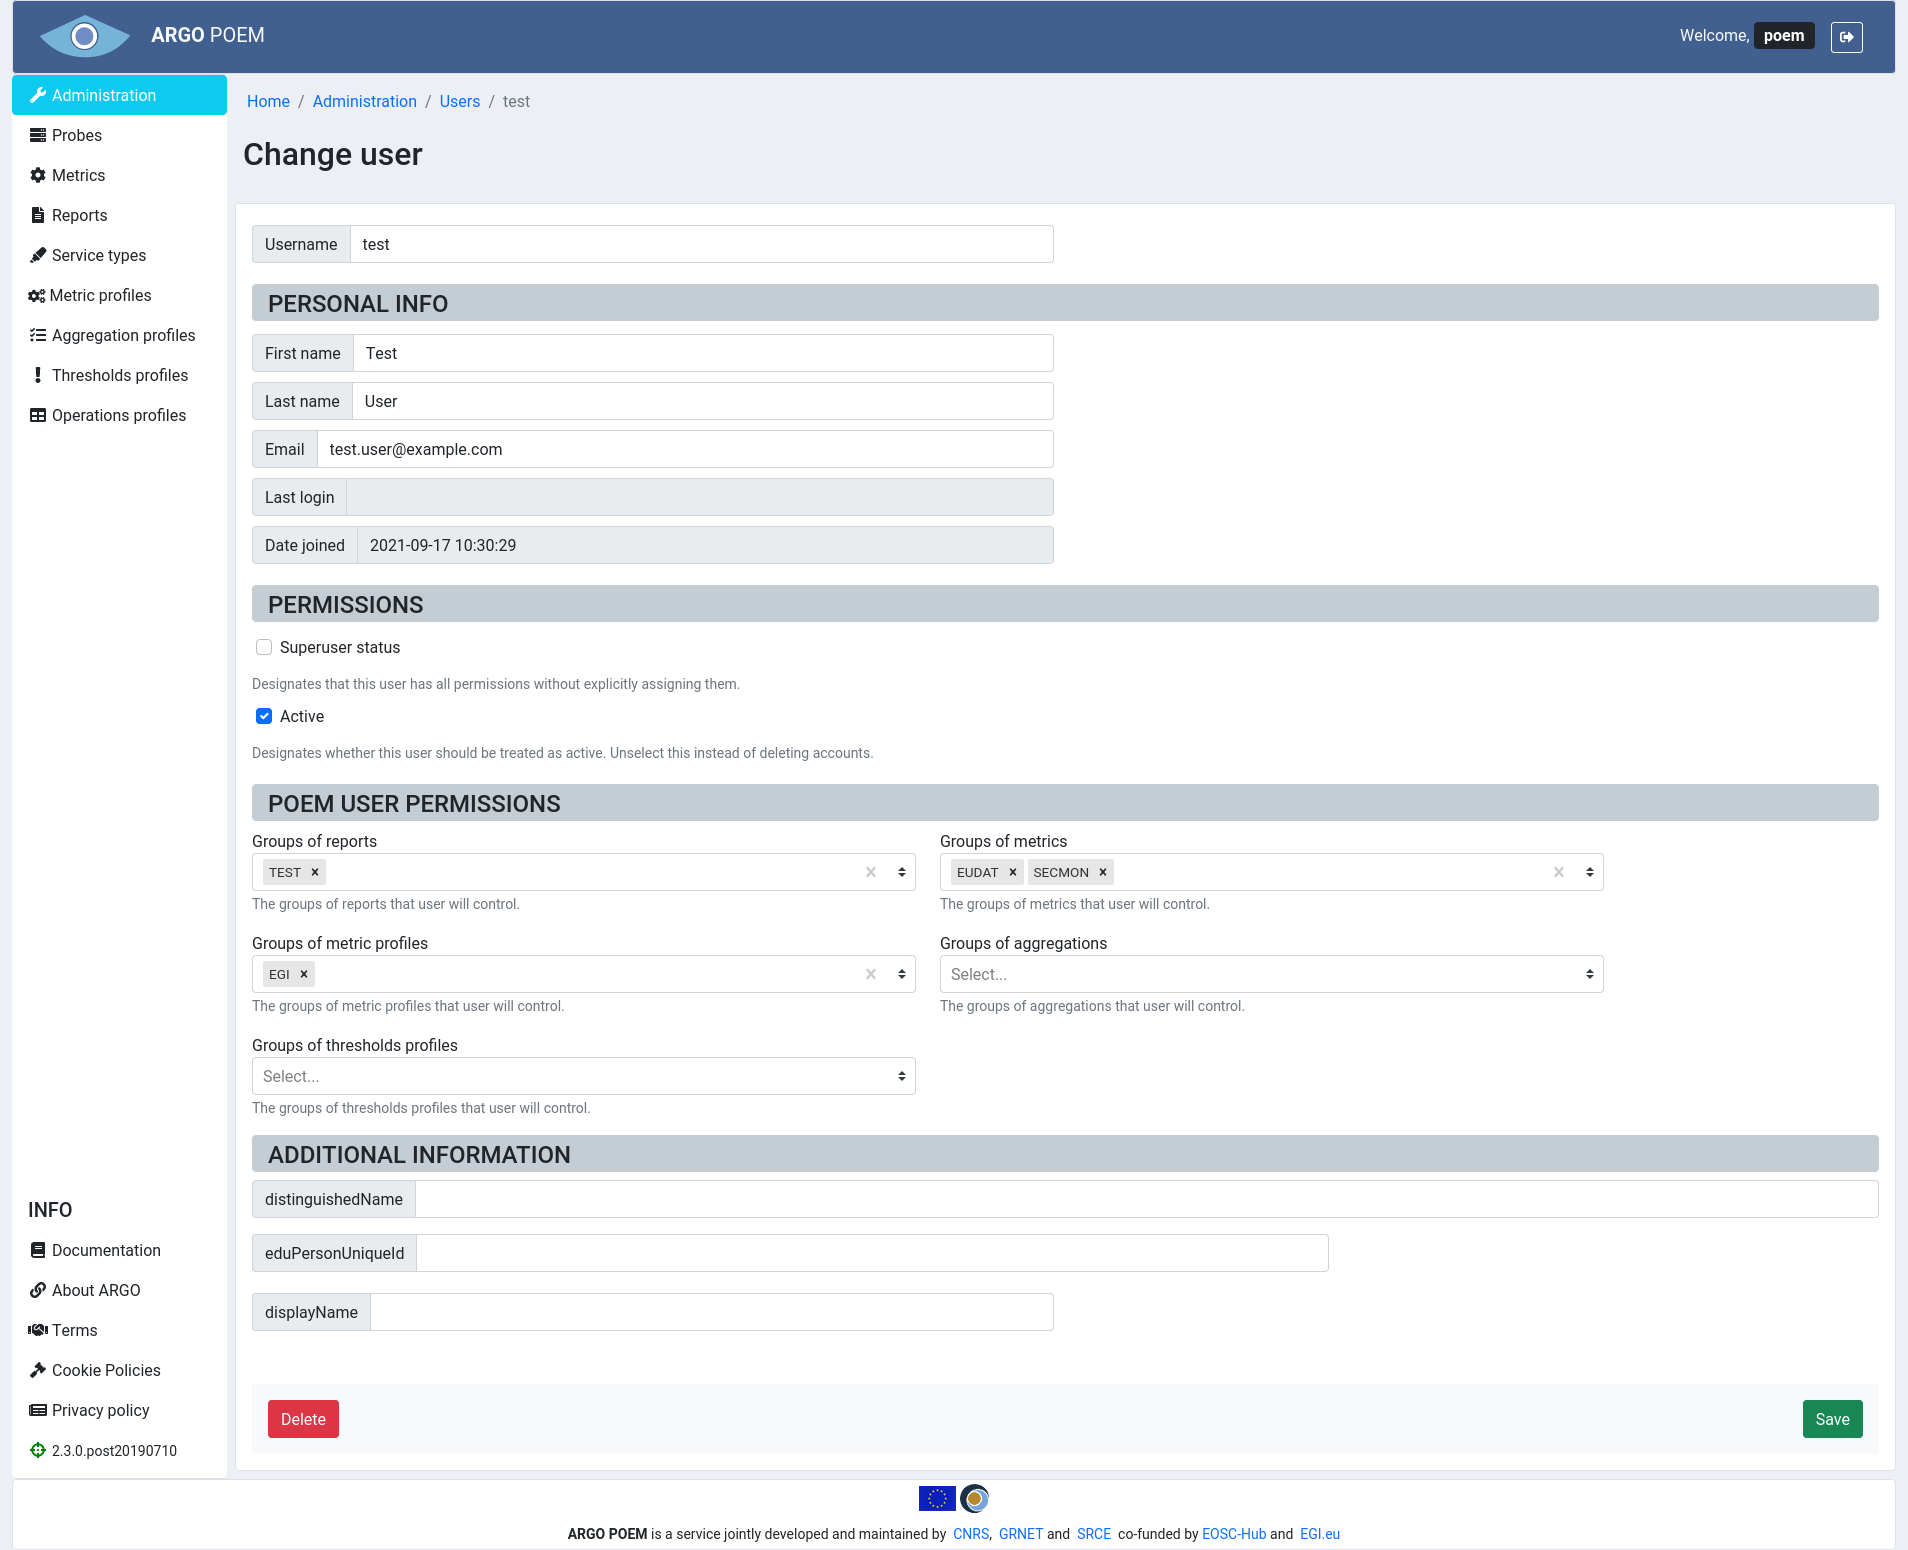 ARGO POEM
Welcome, poem
Administration
Probes
Metrics
Reports
Service types
Metric profiles
Aggregation profiles
Thresholds profiles
Operations profiles
INFO
Documentation
About ARGO
Terms
Cookie Policies
Privacy policy
2.3.0.post20190710
Home / Administration / Users / test
Change user
Username test
PERSONAL INFO
First name Test
Last name User
Email test.user@example.com
Last login
Date joined 2021-09-17 10:30:29
PERMISSIONS
Superuser status
Designates that this user has all permissions without explicitly assigning them.
Active
Designates whether this user should be treated as active. Unselect this instead of deleting accounts.
POEM USER PERMISSIONS
Groups of reports
TEST
The groups of reports that user will control.
Groups of metrics
EUDAT SECMON
The groups of metrics that user will control.
Groups of metric profiles
EGI
The groups of metric profiles that user will control.
Groups of aggregations
Select...
The groups of aggregations that user will control.
Groups of thresholds profiles
Select...
The groups of thresholds profiles that user will control.
ADDITIONAL INFORMATION
distinguishedName
eduPersonUniqueId
displayName
Delete
Save
ARGO POEM is a service jointly developed and maintained by CNRS, GRNET and SRCE co-funded by EOSC-Hub and EGI.eu